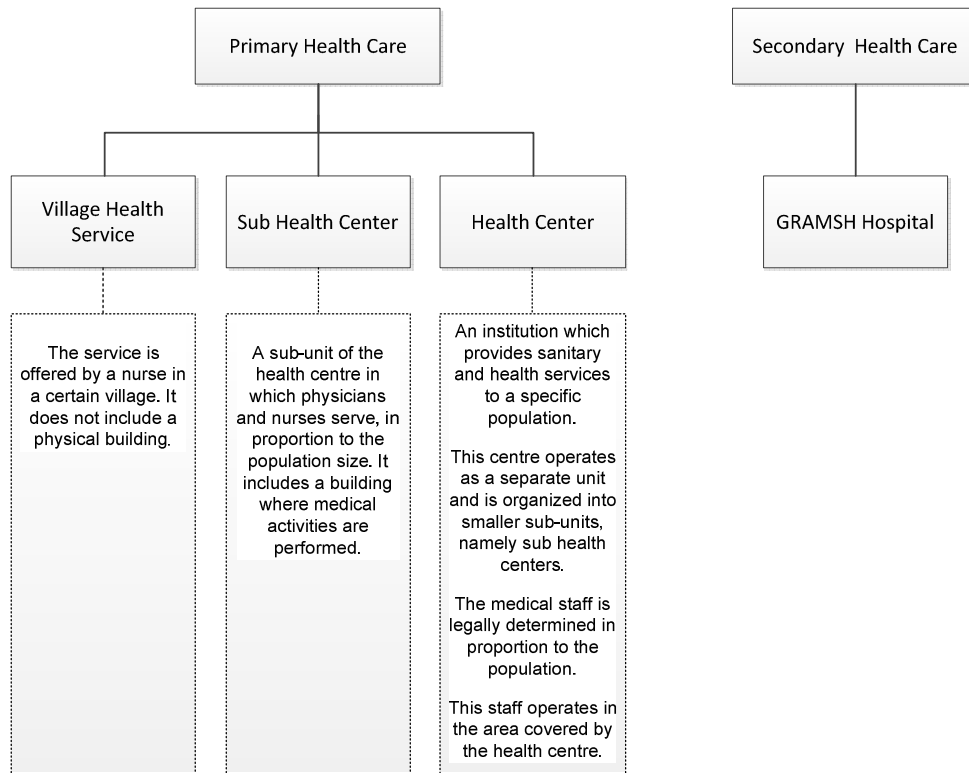 Primary Health Care
Secondary Health Care
Village Health
Service
Sub Health Center
Health Center
GRAMSH Hospital
The service is
offered by a nurse in
a certain village. It
does not include a
physical building.
A sub-unit of the
health centre in
which physicians
and nurses serve, in
proportion to the
population size. It
includes a building
where medical
activities are
performed.
An institution which
provides sanitary
and health services
to a specific
population.
This centre operates
as a separate unit
and is organized into
smaller sub-units,
namely sub health
centers.
The medical staff is
legally determined in
proportion to the
population.
This staff operates in
the area covered by
the health centre.